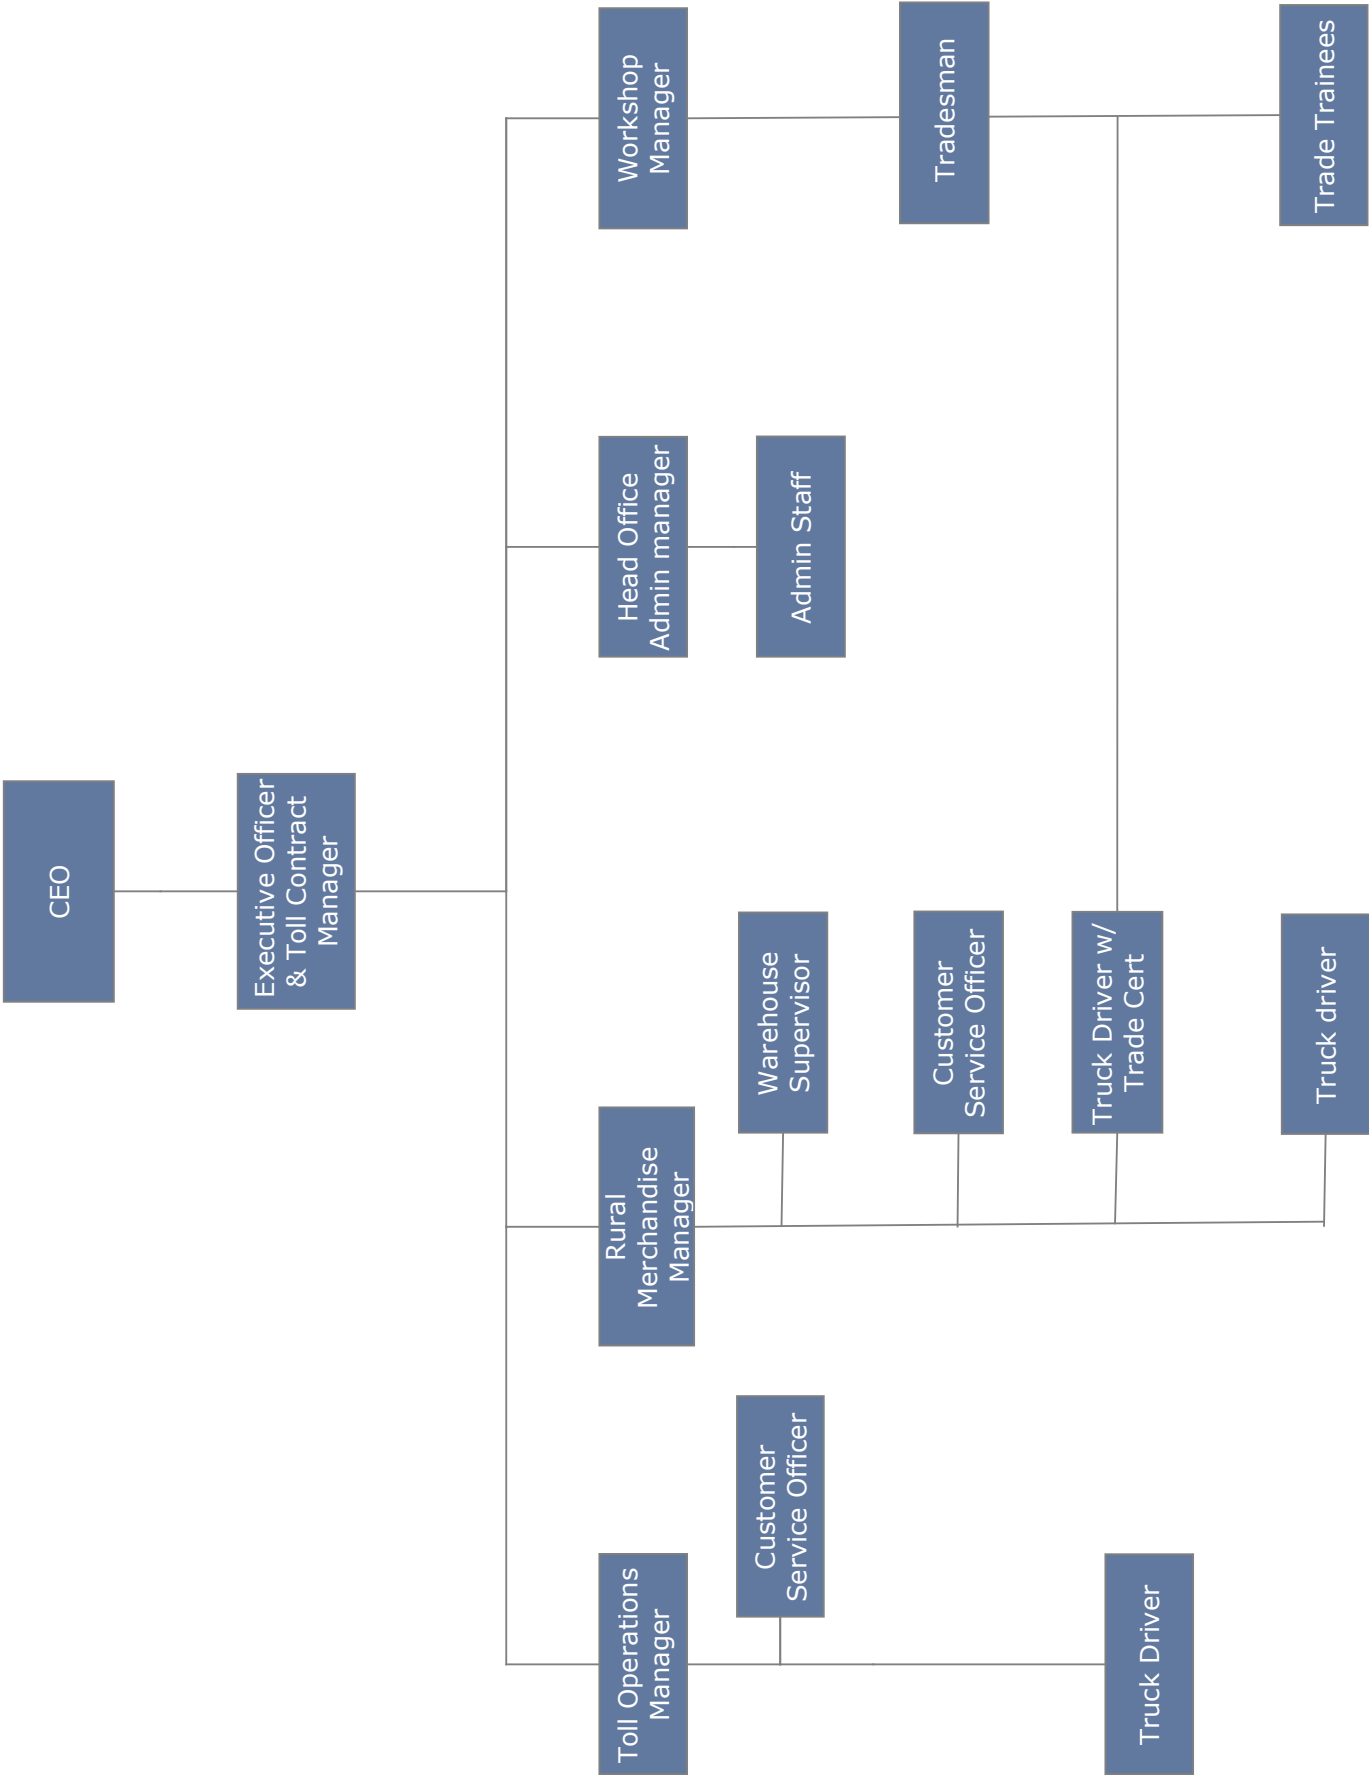 CEO
Executive Officer
& Toll Contract
Manager
Toll Operations
Manager
Rural
Merchandise
Manager
Head Office
Admin manager
Workshop
Manager
Customer
Service Officer
Warehouse
Supervisor
Admin Staff
Customer
Service Officer
Tradesman
Truck Driver
Truck Driver w/
Trade Cert
Truck driver
Trade Trainees